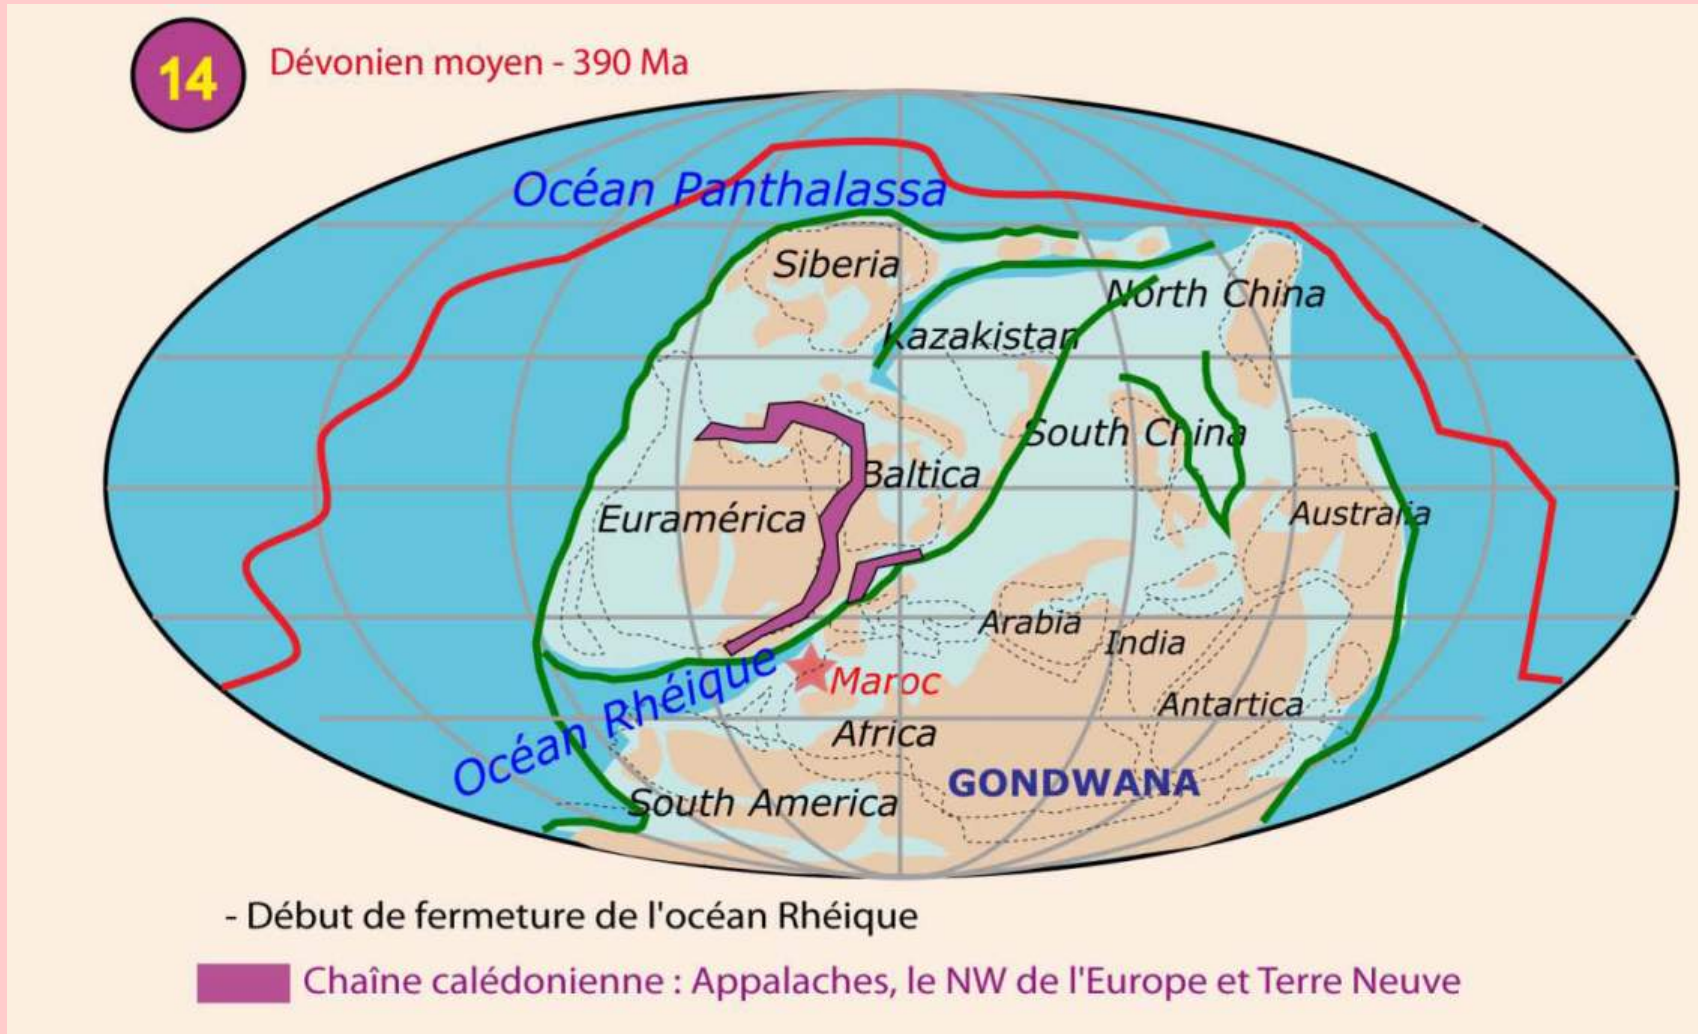 14
Dévonien moyen - 390 Ma
Océan Panthalassa
Siberia
North China
Kazakistan
South China
Baltica
Euramérica
Australia
Arabia
India
Maroc
Océan Rhéique
Antartica
Africa
GONDWANA
South America
- Début de fermeture de l'océan Rhéique
Chaîne calédonienne : Appalaches, le NW de l'Europe et Terre Neuve